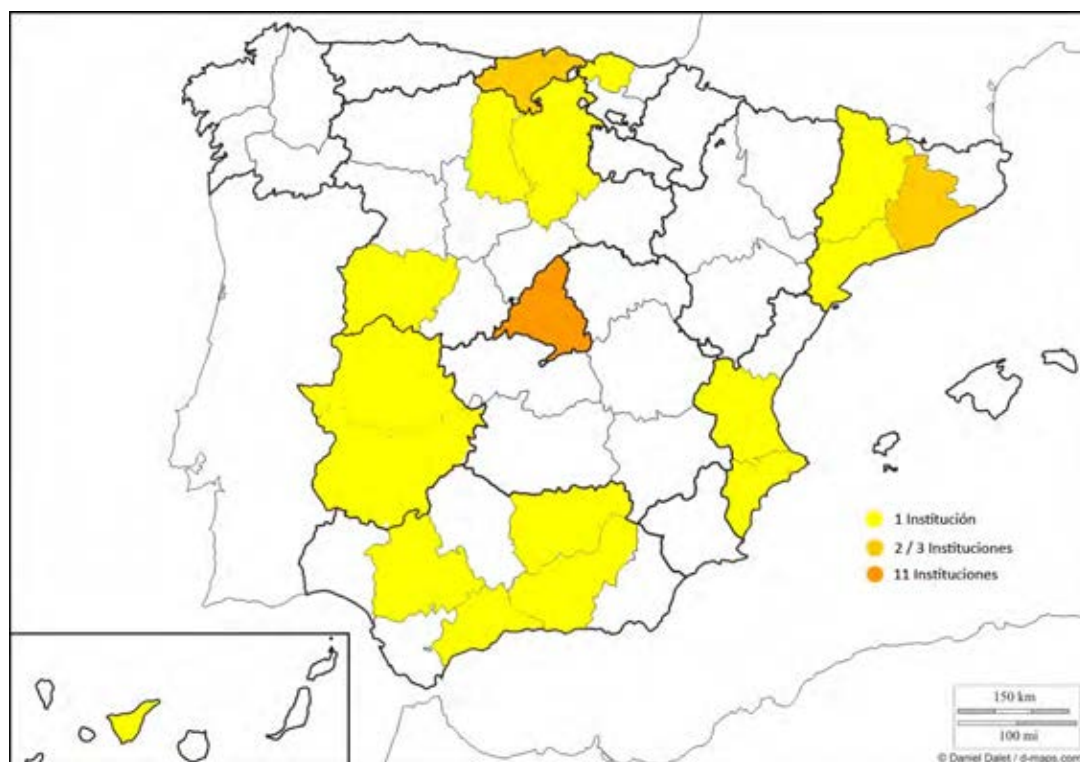 1 Institución
2 / 3 Instituciones
11 Instituciones
150 km
100 mi
© Daniel Dalet / d-maps.com